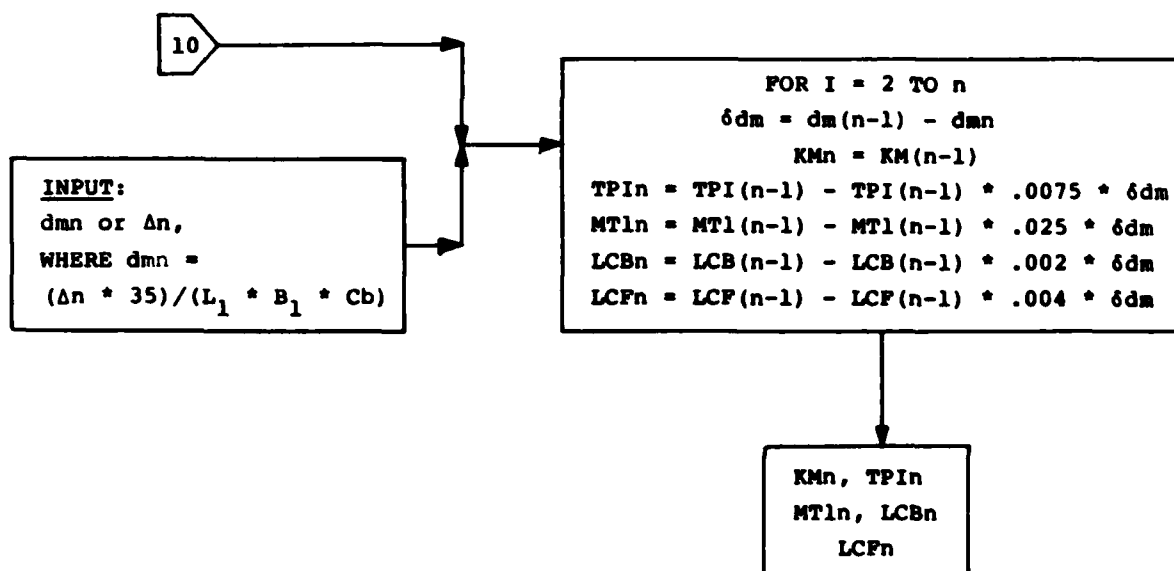 10
INPUT:
dmn or Δn,
WHERE dmn =
(Δn * 35)/(L₁ * B₁ * Cb)
FOR I = 2 TO n
δdm = dm(n-1) - dmn
KMn = KM(n-1)
TPIn = TPI(n-1) - TPI(n-1) * .0075 * δdm
MT1n = MT1(n-1) - MT1(n-1) * .025 * δdm
LCBn = LCB(n-1) - LCB(n-1) * .002 * δdm
LCFn = LCF(n-1) - LCF(n-1) * .004 * δdm
KMn, TPIn
MT1n, LCBn
LCFn